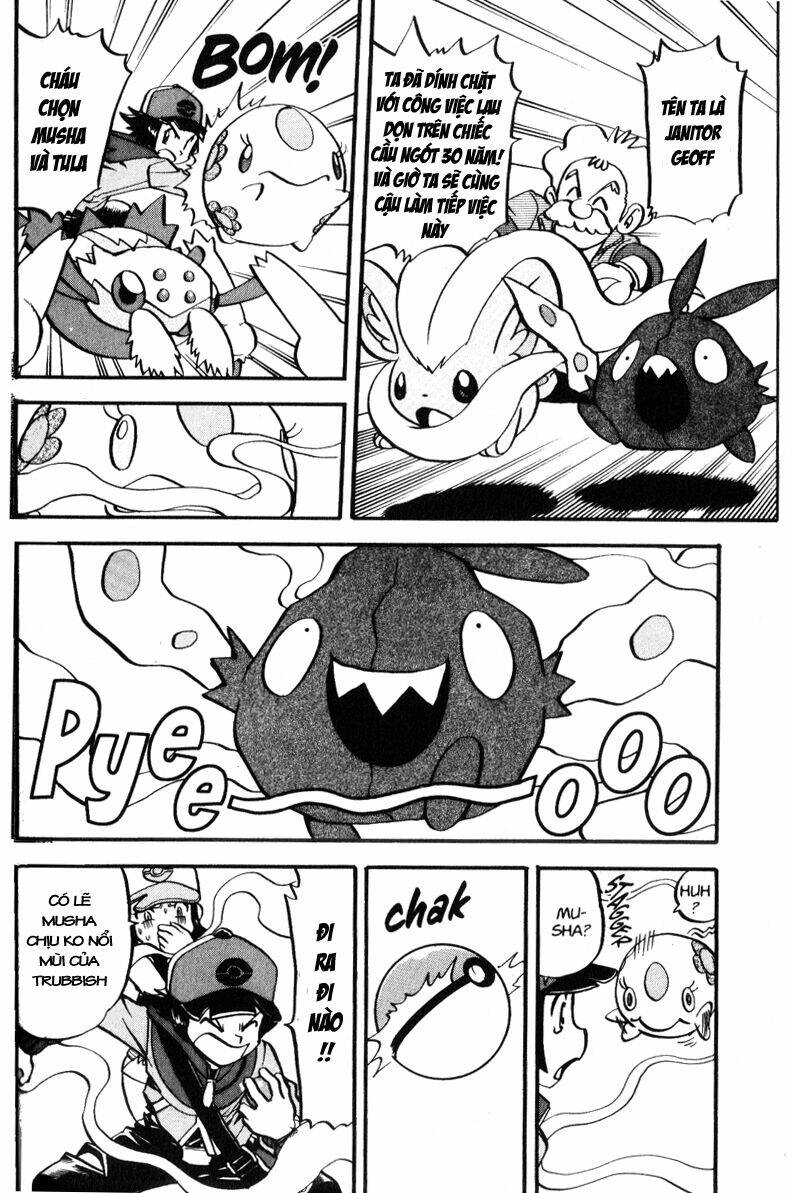 TÊN TA LÀ
JANITOR
GEOFF
TA ĐÃ DÍNH CHẶT
VỚI CÔNG VIỆC LAU
DỌN TRÊN CHIẾC
CẦU NGÓT 30 NĂM!
VÀ GIỜ TA SẼ CÙNG
CẬU LÀM TIẾP VIỆC
NÀY
BOM!
CHÁU
CHỌN
MUSHA
VÀ TULA
Pyee
ooo
HUH
?
STAGGER
MU-
SHA?
chak
ĐI
RA ĐI
NÀO
!!
CÓ LẼ
MUSHA
CHỊU KO NỔI
MÙI CỦA
TRUBBISH